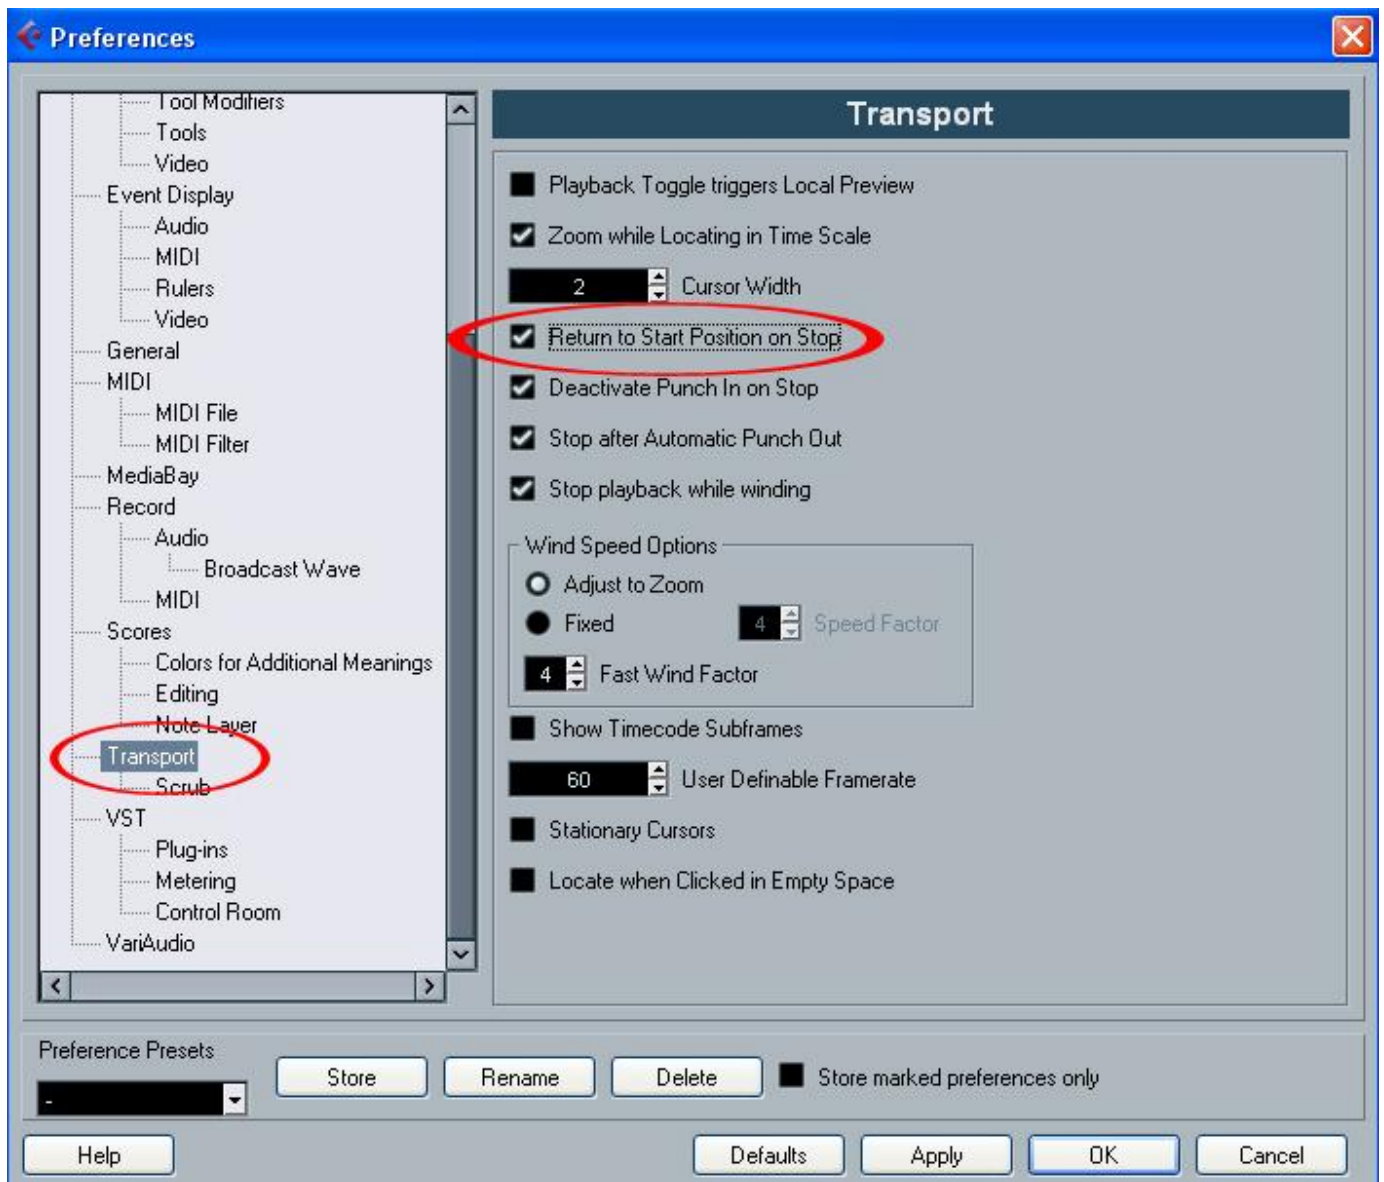 Preferences
Tool Modifiers
Tools
Video
Event Display
Audio
MIDI
Rulers
Video
General
MIDI
MIDI File
MIDI Filter
MediaBay
Record
Audio
Broadcast Wave
MIDI
Scores
Colors for Additional Meanings
Editing
Note Layer
Transport
Scrub
VST
Plug-ins
Metering
Control Room
VariAudio
Transport
Playback Toggle triggers Local Preview
Zoom while Locating in Time Scale
2 Cursor Width
Return to Start Position on Stop
Deactivate Punch In on Stop
Stop after Automatic Punch Out
Stop playback while winding
Wind Speed Options
Adjust to Zoom
Fixed 4 Speed Factor
4 Fast Wind Factor
Show Timecode Subframes
60 User Definable Framerate
Stationary Cursors
Locate when Clicked in Empty Space
Preference Presets
-
Store Rename Delete Store marked preferences only
Help Defaults Apply OK Cancel